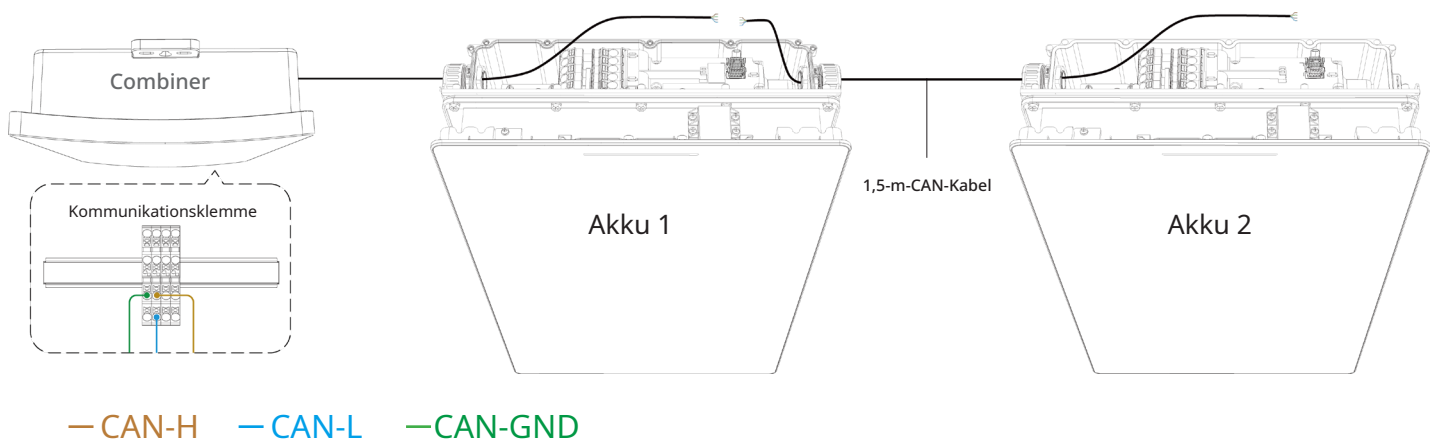 Combiner
1,5-m-CAN-Kabel
Kommunikationsklemme
Akku 1
Akku 2
— CAN-H — CAN-L — CAN-GND